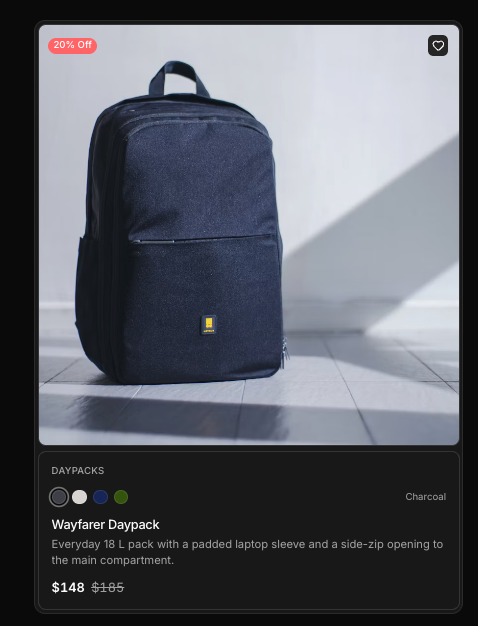 20% Off
DAYPACKS
Charcoal
Wayfarer Daypack
Everyday 18 L pack with a padded laptop sleeve and a side-zip opening to
the main compartment.
$148 $185